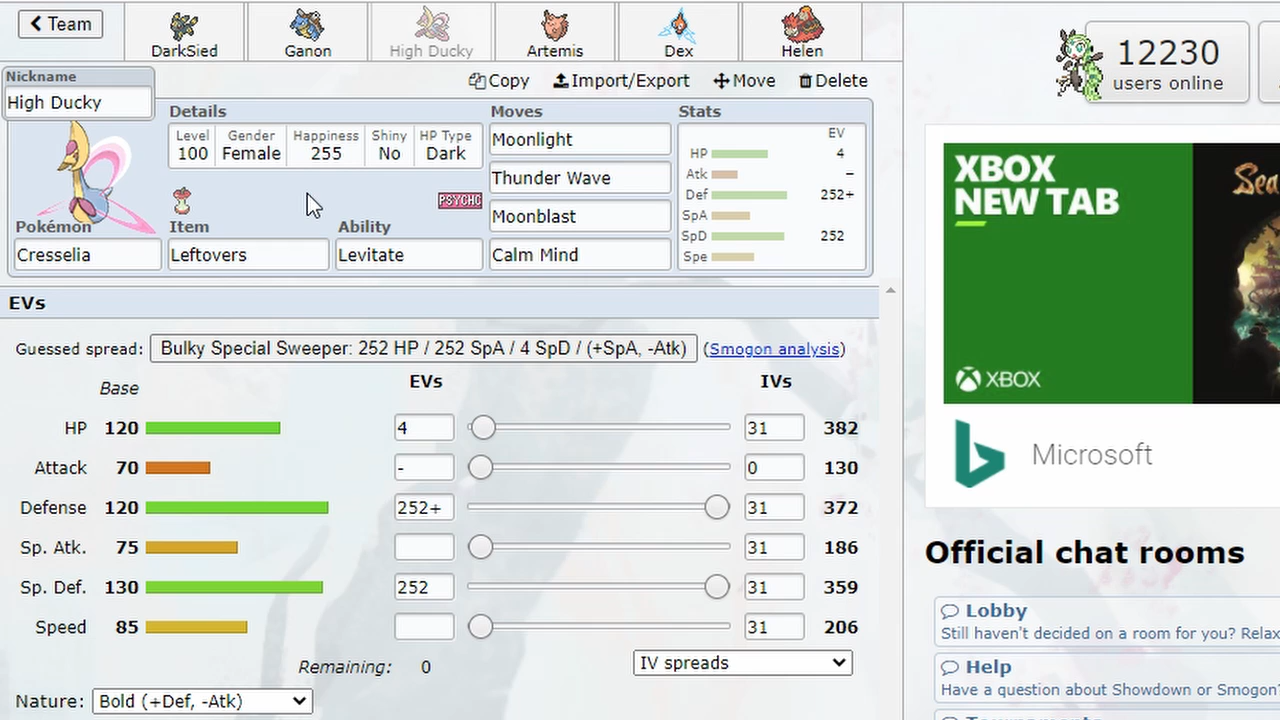 Team
DarkSied
Ganon
High Ducky
Artemis
Dex
Helen
Nickname
High Ducky
Copy
Import/Export
Move
Delete
Details
Level
100
Gender
Female
Happiness
255
Shiny
No
HP Type
Dark
PSYCHC
Pokémon
Cresselia
Item
Leftovers
Ability
Levitate
Moves
Moonlight
Thunder Wave
Moonblast
Calm Mind
Stats
EV
HP 4
Atk –
Def 252+
SpA
SpD 252
Spe
EVs
Guessed spread: Bulky Special Sweeper: 252 HP / 252 SpA / 4 SpD / (+SpA, -Atk) (Smogon analysis)
Base EVs IVs
HP 120 4 31 382
Attack 70 - 0 130
Defense 120 252+ 31 372
Sp. Atk. 75 31 186
Sp. Def. 130 252 31 359
Speed 85 31 206
Remaining: 0
IV spreads
Nature: Bold (+Def, -Atk)
12230
users online
XBOX
NEW TAB
XBOX
Sea
Microsoft
Official chat rooms
Lobby
Still haven't decided on a room for you? Relax
Help
Have a question about Showdown or Smogon?